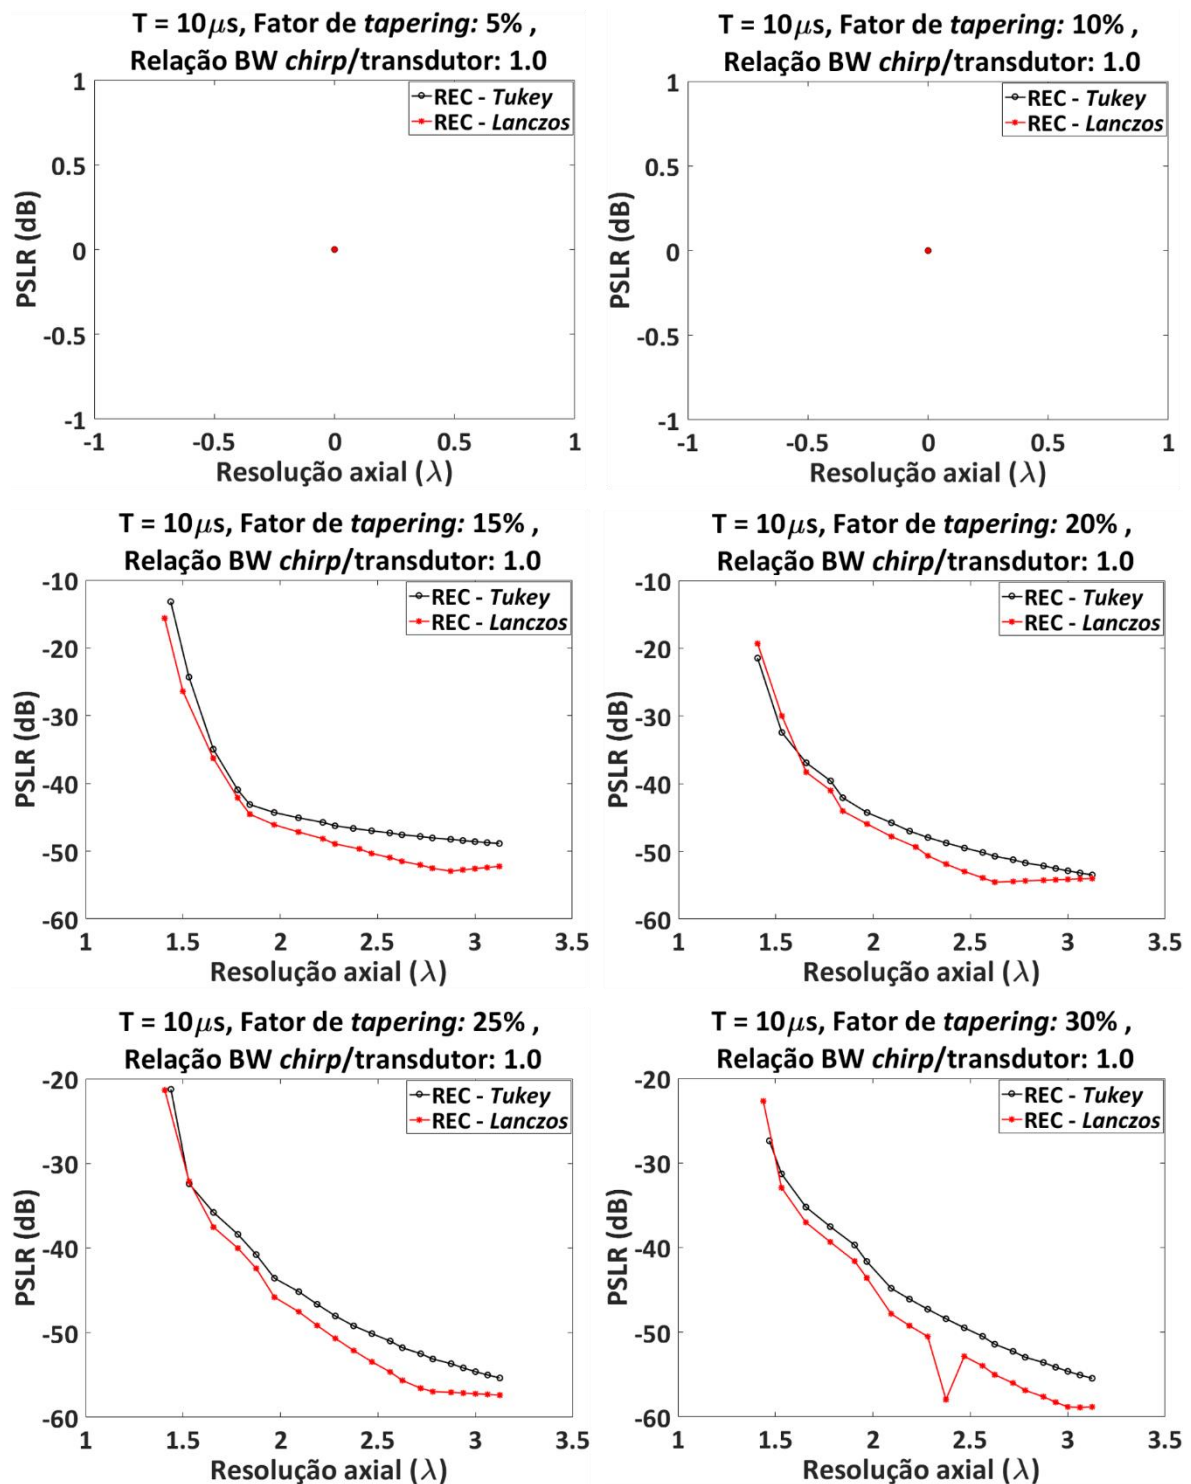 T = 10μs, Fator de tapering: 5% ,
Relação BW chirp/transdutor: 1.0
1
0.5
0
-0.5
-1
PSLR (dB)
REC - Tukey
REC - Lanczos
-1 -0.5 0 0.5 1
Resolução axial (λ)
T = 10μs, Fator de tapering: 10% ,
Relação BW chirp/transdutor: 1.0
1
0.5
0
-0.5
-1
PSLR (dB)
REC - Tukey
REC - Lanczos
-1 -0.5 0 0.5 1
Resolução axial (λ)
T = 10μs, Fator de tapering: 15% ,
Relação BW chirp/transdutor: 1.0
-10
-20
-30
-40
-50
-60
PSLR (dB)
REC - Tukey
REC - Lanczos
1 1.5 2 2.5 3 3.5
Resolução axial (λ)
T = 10μs, Fator de tapering: 20% ,
Relação BW chirp/transdutor: 1.0
-10
-20
-30
-40
-50
-60
PSLR (dB)
REC - Tukey
REC - Lanczos
1 1.5 2 2.5 3 3.5
Resolução axial (λ)
T = 10μs, Fator de tapering: 25% ,
Relação BW chirp/transdutor: 1.0
-20
-30
-40
-50
-60
PSLR (dB)
REC - Tukey
REC - Lanczos
1 1.5 2 2.5 3 3.5
Resolução axial (λ)
T = 10μs, Fator de tapering: 30% ,
Relação BW chirp/transdutor: 1.0
-20
-30
-40
-50
-60
PSLR (dB)
REC - Tukey
REC - Lanczos
1 1.5 2 2.5 3 3.5
Resolução axial (λ)